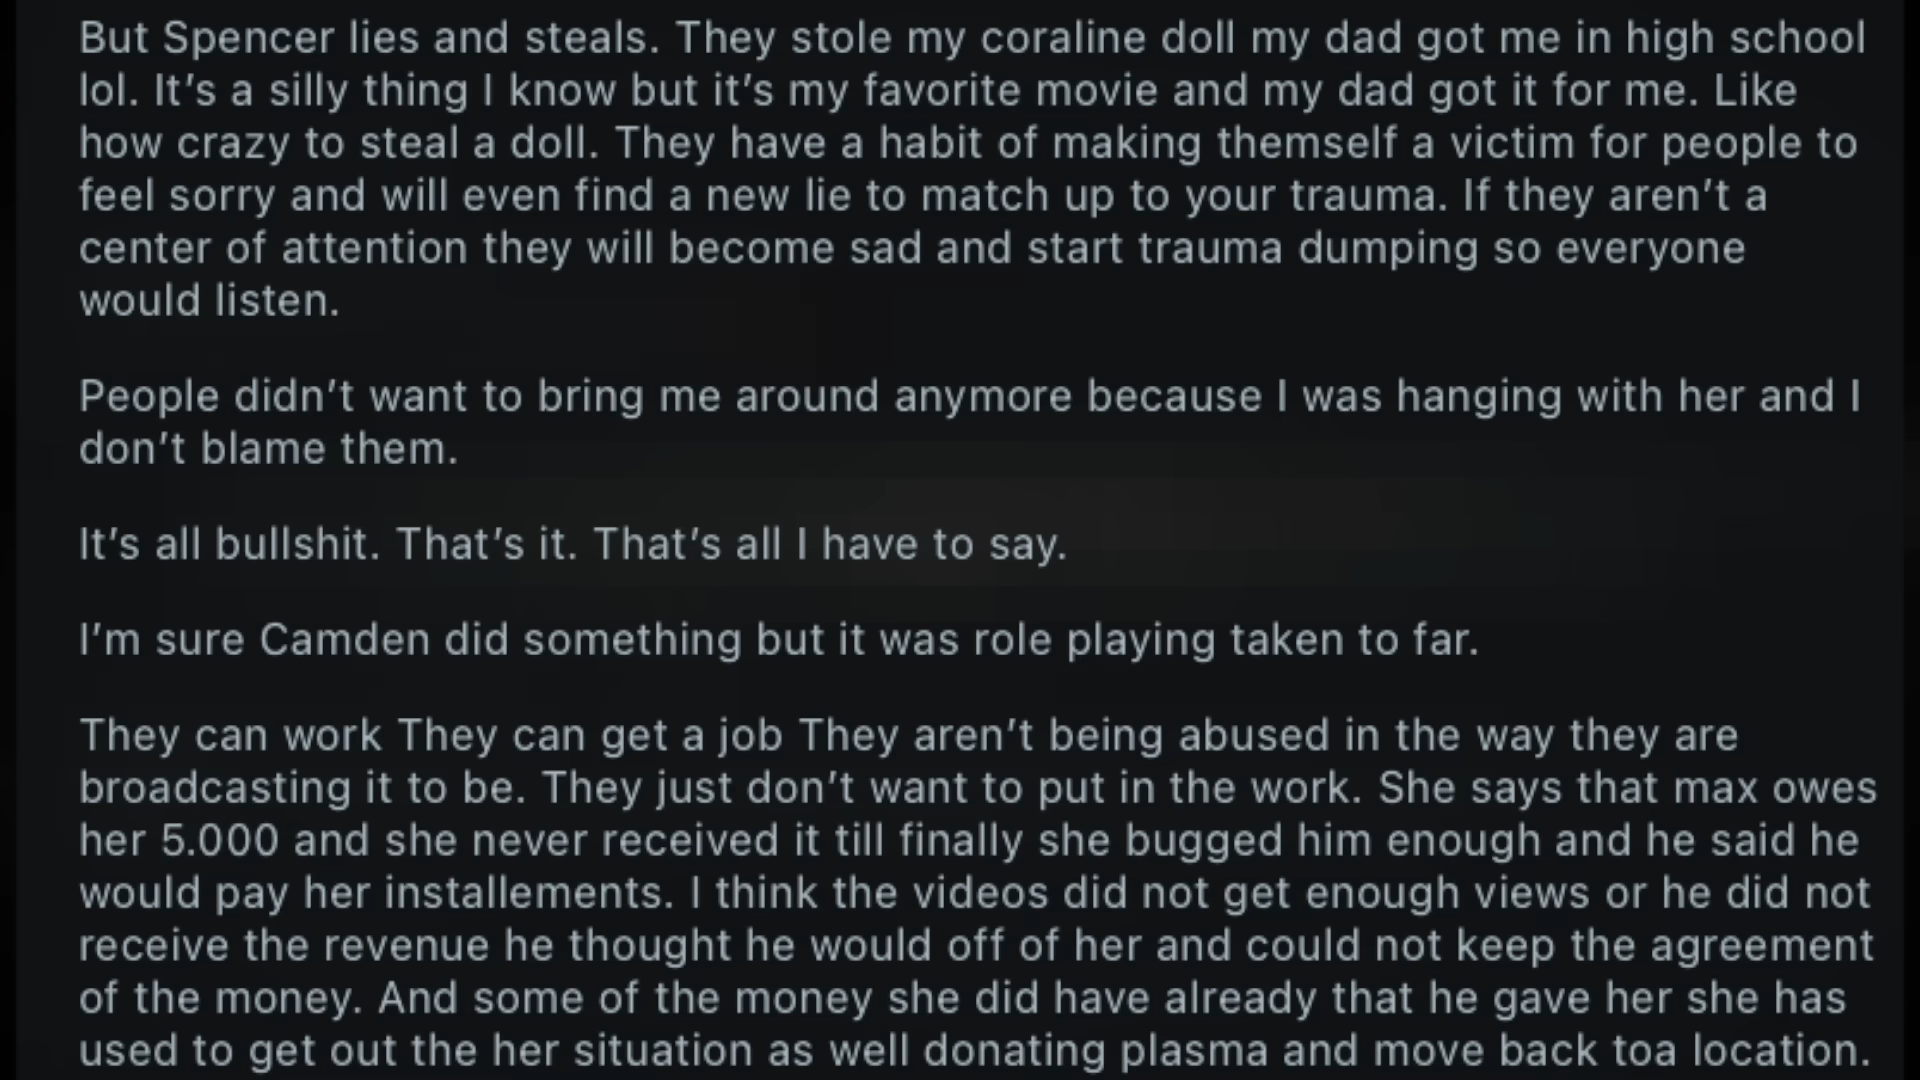 But Spencer lies and steals. They stole my coraline doll my dad got me in high school
lol. It’s a silly thing I know but it’s my favorite movie and my dad got it for me. Like
how crazy to steal a doll. They have a habit of making themself a victim for people to
feel sorry and will even find a new lie to match up to your trauma. If they aren’t a
center of attention they will become sad and start trauma dumping so everyone
would listen.
People didn’t want to bring me around anymore because I was hanging with her and I
don’t blame them.
It’s all bullshit. That’s it. That’s all I have to say.
I’m sure Camden did something but it was role playing taken to far.
They can work They can get a job They aren’t being abused in the way they are
broadcasting it to be. They just don’t want to put in the work. She says that max owes
her 5.000 and she never received it till finally she bugged him enough and he said he
would pay her installements. I think the videos did not get enough views or he did not
receive the revenue he thought he would off of her and could not keep the agreement
of the money. And some of the money she did have already that he gave her she has
used to get out the her situation as well donating plasma and move back toa location.